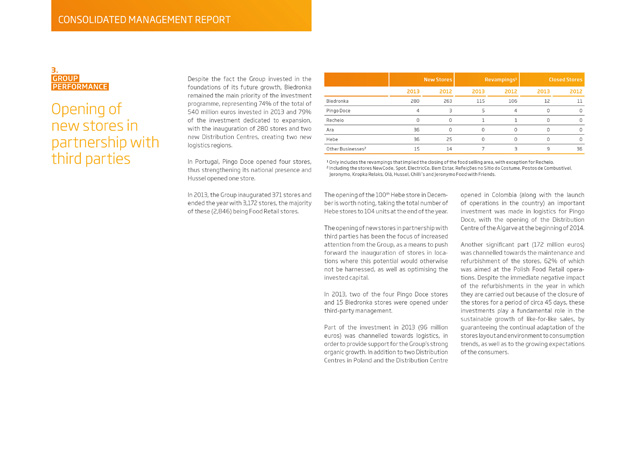 CONSOLIDATED MANAGEMENT REPORT
3.
GROUP
PERFORMANCE
Opening of
new stores in
partnership with
third parties
Despite the fact the Group invested in the
foundations of its future growth, Biedronka
remained the main priority of the investment
programme, representing 74% of the total of
540 million euros invested in 2013 and 79%
of the investment dedicated to expansion,
with the inauguration of 280 stores and two
new Distribution Centres, creating two new
logistics regions.
In Portugal, Pingo Doce opened four stores,
thus strengthening its national presence and
Hussel opened one store.
In 2013, the Group inaugurated 371 stores and
ended the year with 3,172 stores, the majority
of these (2,846) being Food Retail stores.
New Stores Revampings¹ Closed Stores
2013 2012 2013 2012 2013 2012
Biedronka 280 263 115 106 12 11
Pingo Doce 4 3 5 4 0 0
Recheio 0 0 1 1 0 0
Ara 36 0 0 0 0 0
Hebe 36 25 0 0 0 0
Other Businesses² 15 14 7 3 9 36
¹ Only includes the revampings that implied the closing of the food selling area, with exception for Recheio.
² Including the stores NewCode, Spot, ElectricCo, Bem Estar, Refeições no Sítio do Costume, Postos de Combustível,
Jeronymo, Kropka Relaks, Olá, Hussel, Chilli's and Jeronymo Food with Friends.
The opening of the 100th Hebe store in Decem-
ber is worth noting, taking the total number of
Hebe stores to 104 units at the end of the year.
The opening of new stores in partnership with
third parties has been the focus of increased
attention from the Group, as a means to push
forward the inauguration of stores in loca-
tions where this potential would otherwise
not be harnessed, as well as optimising the
invested capital.
In 2013, two of the four Pingo Doce stores
and 15 Biedronka stores were opened under
third-party management.
Part of the investment in 2013 (96 million
euros) was channelled towards logistics, in
order to provide support for the Group's strong
organic growth. In addition to two Distribution
Centres in Poland and the Distribution Centre
opened in Colombia (along with the launch
of operations in the country) an important
investment was made in logistics for Pingo
Doce, with the opening of the Distribution
Centre of the Algarve at the beginning of 2014.
Another significant part (172 million euros)
was channelled towards the maintenance and
refurbishment of the stores, 62% of which
was aimed at the Polish Food Retail opera-
tions. Despite the immediate negative impact
of the refurbishments in the year in which
they are carried out because of the closure of
the stores for a period of circa 45 days, these
investments play a fundamental role in the
sustainable growth of like-for-like sales, by
guaranteeing the continual adaptation of the
stores layout and environment to consumption
trends, as well as to the growing expectations
of the consumers.